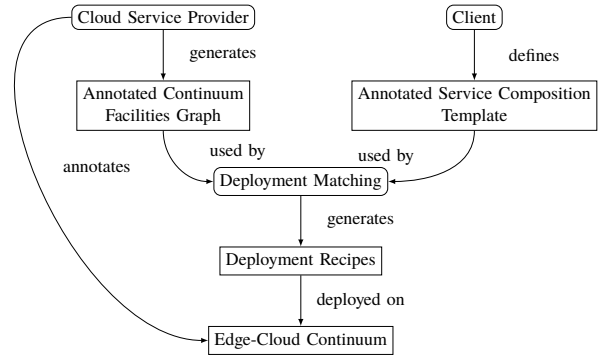 Cloud Service Provider
Client
generates
defines
Annotated Continuum
Facilities Graph
Annotated Service Composition
Template
annotates
used by
used by
Deployment Matching
generates
Deployment Recipes
deployed on
Edge-Cloud Continuum